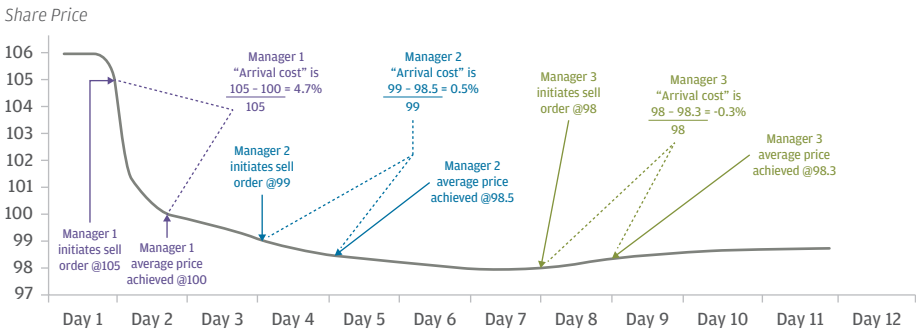 Share Price
106
105
104
103
102
101
100
99
98
97
Manager 1
initiates sell
order @105
Manager 1
average price
achieved @100
Manager 1
“Arrival cost” is
105 – 100 = 4.7%
105
Manager 2
initiates sell
order @99
Manager 2
“Arrival cost” is
99 – 98.5 = 0.5%
99
Manager 2
average price
achieved @98.5
Manager 3
initiates sell
order @98
Manager 3
“Arrival cost” is
98 – 98.3 = -0.3%
98
Manager 3
average price
achieved @98.3
Day 1
Day 2
Day 3
Day 4
Day 5
Day 6
Day 7
Day 8
Day 9
Day 10
Day 11
Day 12